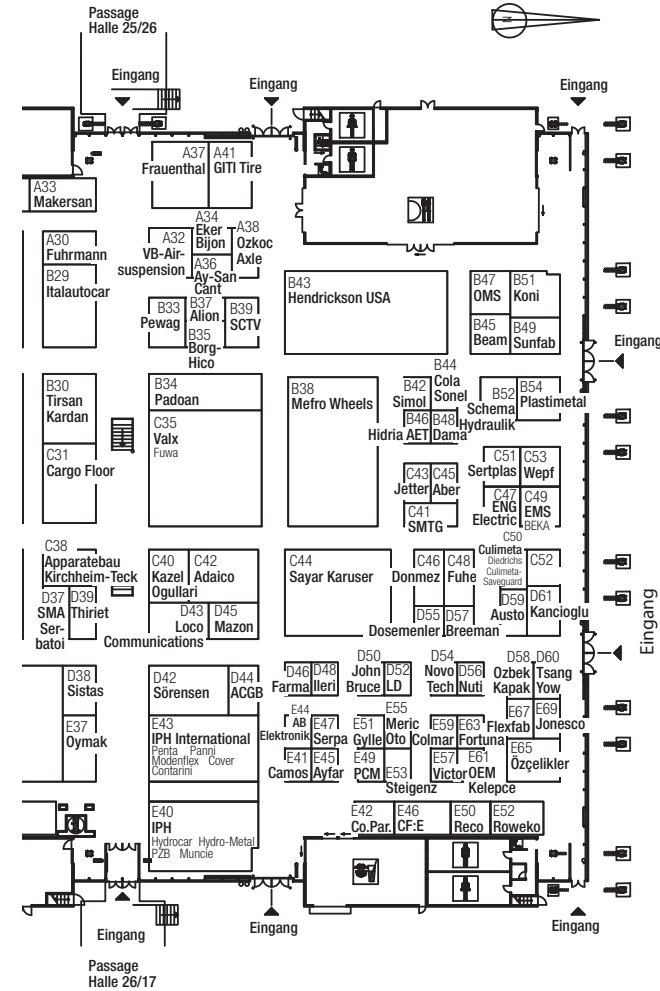 Passage
Halle 25/26
N
Eingang
Eingang
Eingang
A33
Makersan
A37
Frauenthal
A41
GITI Tire
A30
Fuhrmann
B29
Italautocar
A32
VB-Air-
suspension
A34
Eker
Bijon
A36
Ay-San
Cant
A38
Ozkoc
Axle
B33
Pewag
B37
Alion
B35
Borg-
Hico
B39
SCTV
B43
Hendrickson USA
B47
OMS
B51
Koni
B45
Beam
B49
Sunfab
Eingang
B30
Tirsan
Kardan
C31
Cargo Floor
B34
Padoan
C35
Valx
Fuwa
B38
Mefro Wheels
B42
Simol
B44
Cola
Sonel
B46
Hidria AET
B48
Dama
B52
Schema
Hydraulik
B54
Plastimetal
C43
Jetter
C45
Aber
C41
SMTG
C51
Sertplas
C53
Wepf
C47
ENG
Electric
C49
EMS
BEKA
C38
Apparatebau
Kirchheim-Teck
D37
SMA
Ser-
batoi
D39
Thiriet
C40
Kazel
Ogullari
C42
Adaico
D43
Loco
Communications
D45
Mazon
C44
Sayar Karuser
C46
Donmez
C48
Fuhe
D55
Dosemenler
D57
Breeman
C50
Culimeta
Diedrichs
Culimeta-
Saveguard
C52
D59
Austo
D61
Kancioglu
Eingang
D38
Sistas
E37
Oymak
D42
Sörensen
D44
ACGB
E43
IPH International
Penta Panni
Modenflex Cover
Contarini
E40
IPH
Hydrocar Hydro-Metal
PZB Muncie
D46
Farma
D48
Ileri
E44
AB
Elektronik
E47
Serpa
E41
Camos
E45
Ayfar
D50
John
Bruce
D52
LD
E51
Gylle
E55
Meric
Oto
E49
PCM
E53
Steigenz
D54
Novo
Tech
D56
Nuti
E59
Colmar
E63
Fortuna
E57
Victor
E61
OEM
Kelepce
D58
Ozbek
Kapak
D60
Tsang
Yow
E67
Flexfab
E69
Jonesco
E65
Özçelikler
E42
Co.Par.
E46
CF:E
E50
Reco
E52
Roweko
Eingang
Eingang
Eingang
Passage
Halle 26/17